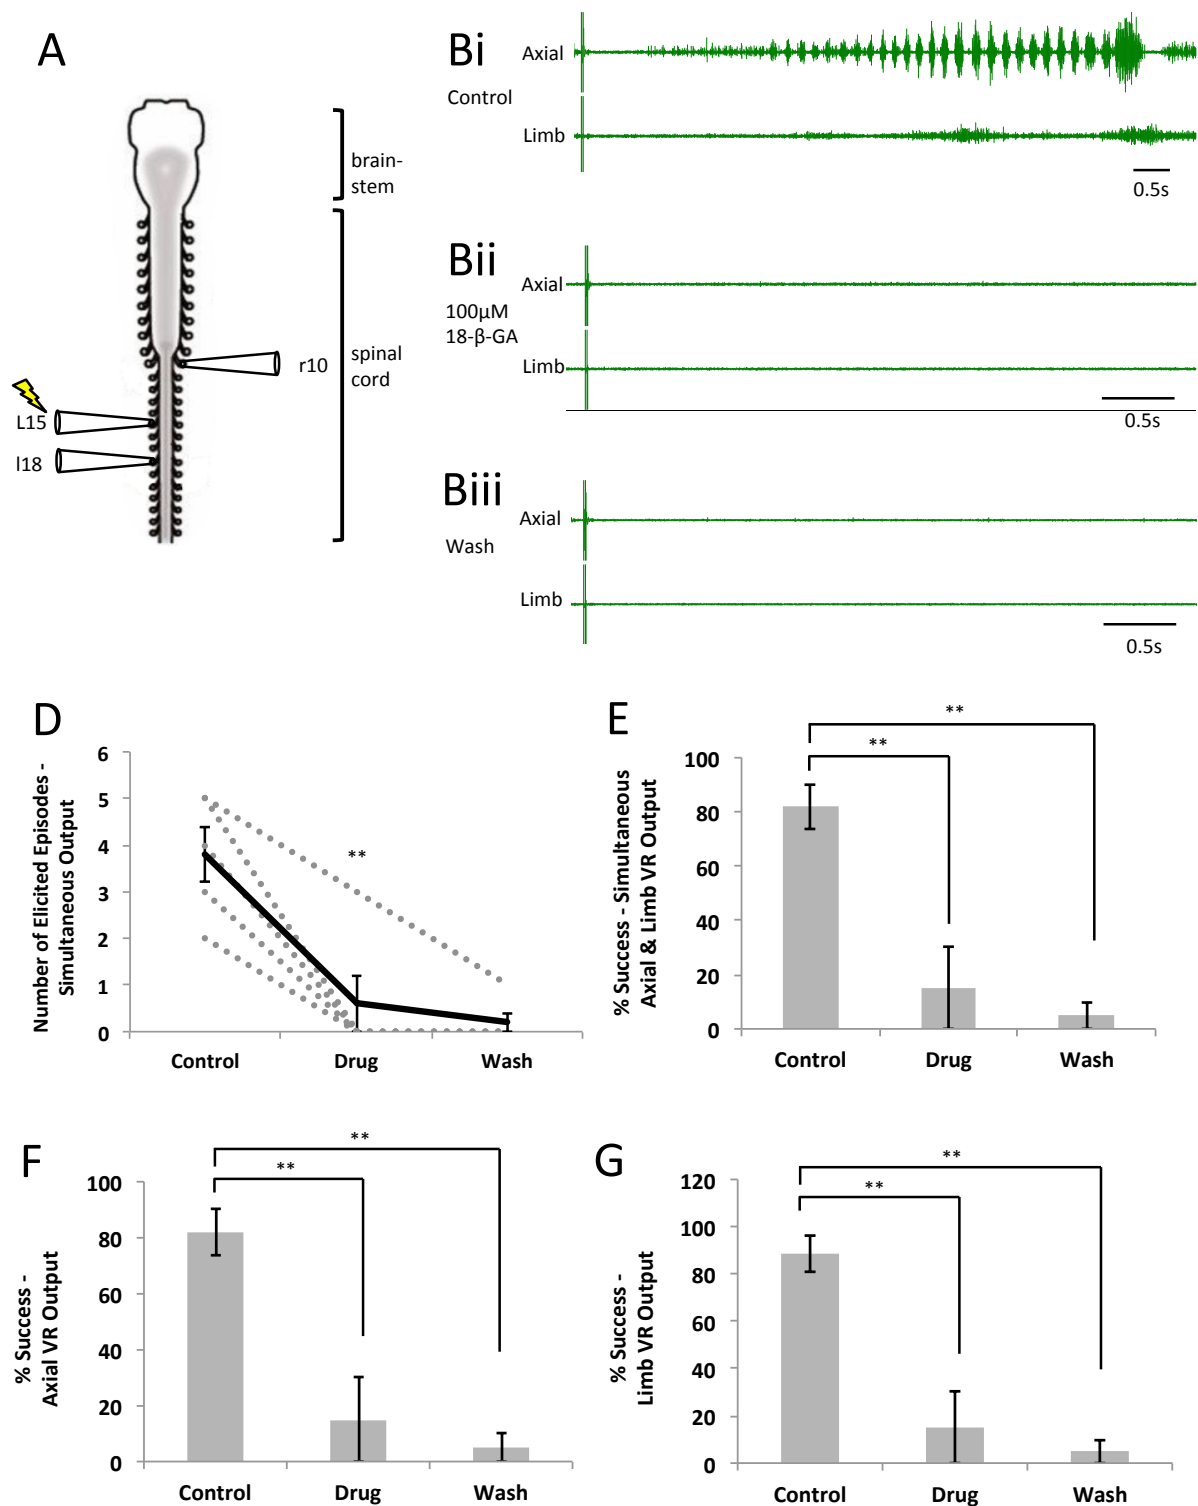 A
brain-
stem
r10
spinal
cord
L15
l18
Bi
Axial
Control
Limb
0.5s
Bii
Axial
100µM
18-β-GA
Limb
0.5s
Biii
Axial
Wash
Limb
0.5s
D
Number of Elicited Episodes -
Simultaneous Output
6
5
4
3
2
1
0
**
Control
Drug
Wash
E
% Success - Simultaneous
Axial & Limb VR Output
100
80
60
40
20
0
**
**
Control
Drug
Wash
F
% Success -
Axial VR Output
100
80
60
40
20
0
**
**
Control
Drug
Wash
G
% Success -
Limb VR Output
120
100
80
60
40
20
0
**
**
Control
Drug
Wash